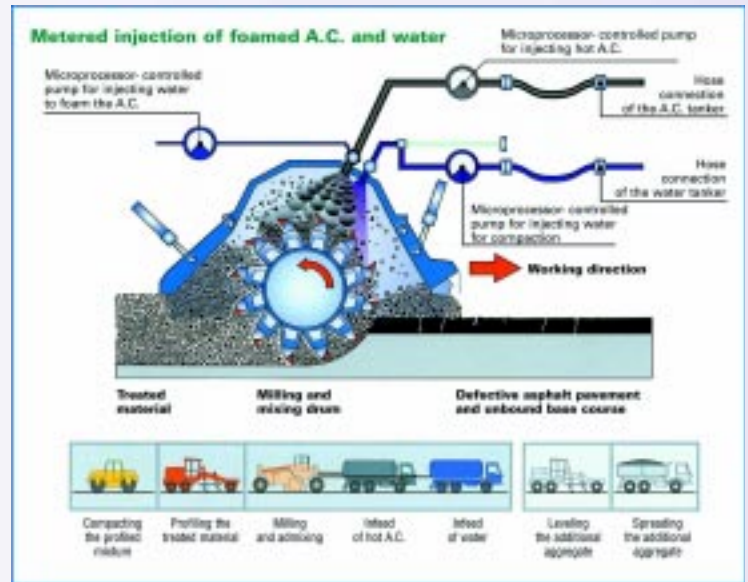 Metered injection of foamed A.C. and water
Microprocessor- controlled pump
for injecting hot A.C.
Microprocessor- controlled
pump for injecting water
to foam the A.C.
Hose
connection
of the A.C. tanker
Hose
connection
of the water tanker
Microprocessor- controlled
pump for injecting water
for compaction
Working direction
Treated
material
Milling and
mixing drum
Defective asphalt pavement
and unbound base course
Compacting
the profiled
mixture
Profiling the
treated material
Milling
and admixing
Infeed
of hot A.C.
Infeed
of water
Leveling
the additional
aggregate
Spreading
the additional
aggregate